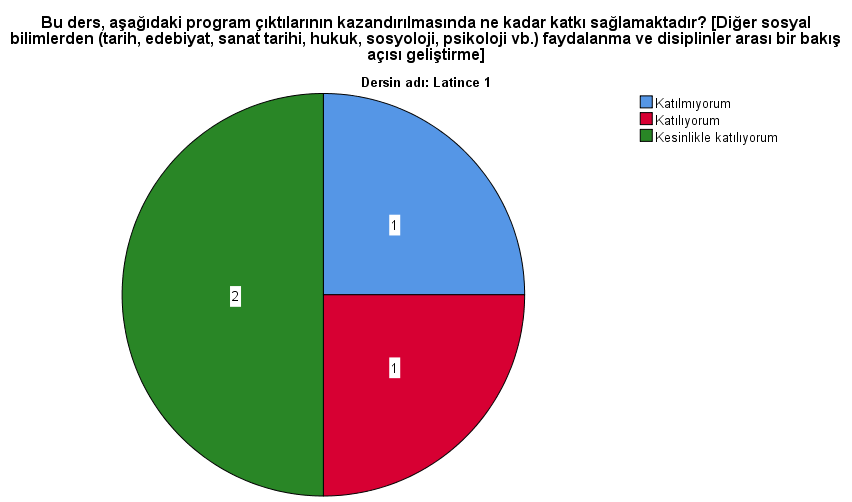 Bu ders, aşağıdaki program çıktılarının kazandırılmasında ne kadar katkı sağlamaktadır? [Diğer sosyal
bilimlerden (tarih, edebiyat, sanat tarihi, hukuk, sosyoloji, psikoloji vb.) faydalanma ve disiplinler arası bir bakış
açısı geliştirme]
Dersin adı: Latince 1
Katılmıyorum
Katılıyorum
Kesinlikle katılıyorum
1
2
1